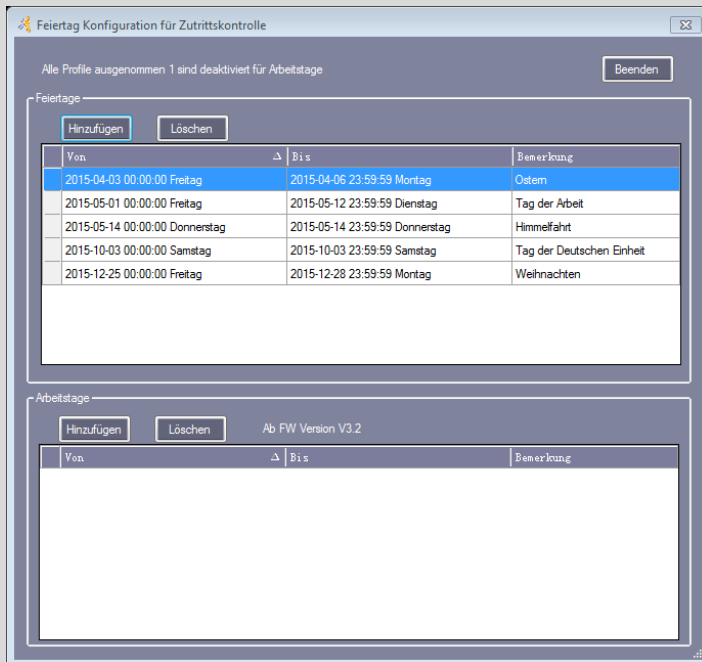 Feiertag Konfiguration für Zutrittskontrolle
Alle Profile ausgenommen 1 sind deaktiviert für Arbeitstage
Beenden
Feiertage
Hinzufügen Löschen
Von Bis Bemerkung
2015-04-03 00:00:00 Freitag 2015-04-06 23:59:59 Montag Ostern
2015-05-01 00:00:00 Freitag 2015-05-12 23:59:59 Dienstag Tag der Arbeit
2015-05-14 00:00:00 Donnerstag 2015-05-14 23:59:59 Donnerstag Himmelfahrt
2015-10-03 00:00:00 Samstag 2015-10-03 23:59:59 Samstag Tag der Deutschen Einheit
2015-12-25 00:00:00 Freitag 2015-12-28 23:59:59 Montag Weihnachten
Arbeitstage
Hinzufügen Löschen Ab FW Version V3.2
Von Bis Bemerkung